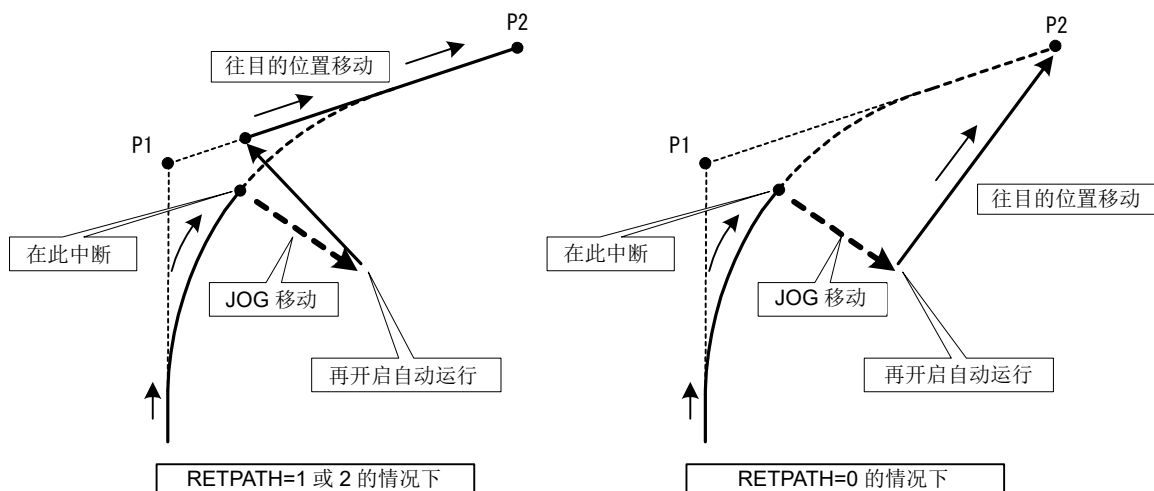 P2
往目的位置移动
P1
在此中断
JOG 移动
再开启自动运行
RETPATH=1 或 2 的情况下
P2
P1
往目的位置移动
在此中断
JOG 移动
再开启自动运行
RETPATH=0 的情况下